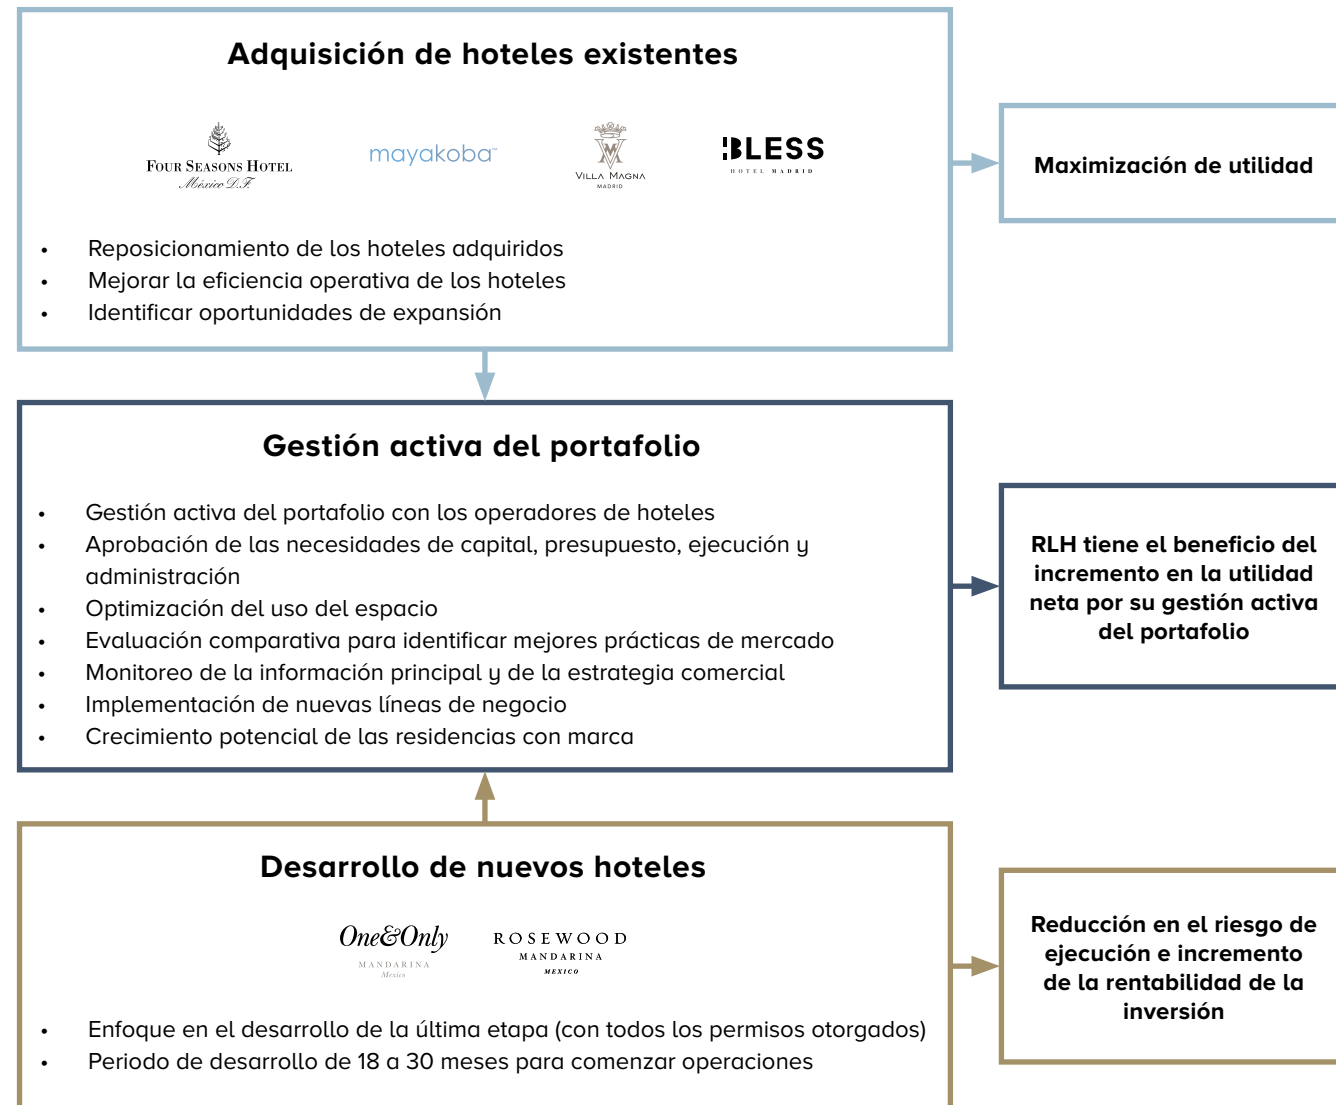 Adquisición de hoteles existentes
FOUR SEASONS HOTEL
México D.F.
mayakoba™
VILLA MAGNA
MADRID
BLESS
HOTEL MADRID
• Reposicionamiento de los hoteles adquiridos
• Mejorar la eficiencia operativa de los hoteles
• Identificar oportunidades de expansión
Maximización de utilidad
Gestión activa del portafolio
• Gestión activa del portafolio con los operadores de hoteles
• Aprobación de las necesidades de capital, presupuesto, ejecución y
administración
• Optimización del uso del espacio
• Evaluación comparativa para identificar mejores prácticas de mercado
• Monitoreo de la información principal y de la estrategia comercial
• Implementación de nuevas líneas de negocio
• Crecimiento potencial de las residencias con marca
RLH tiene el beneficio del
incremento en la utilidad
neta por su gestión activa
del portafolio
Desarrollo de nuevos hoteles
One&Only
MANDARINA
Mexico
ROSEWOOD
MANDARINA
MEXICO
• Enfoque en el desarrollo de la última etapa (con todos los permisos otorgados)
• Periodo de desarrollo de 18 a 30 meses para comenzar operaciones
Reducción en el riesgo de
ejecución e incremento
de la rentabilidad de la
inversión